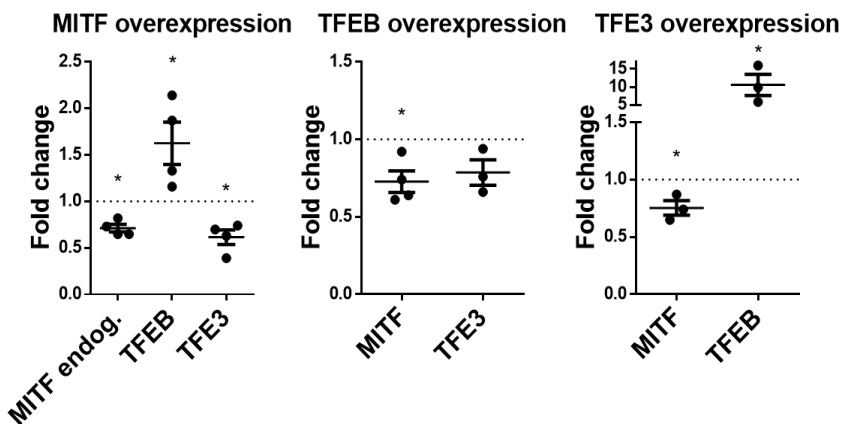 MITF overexpression
Fold change
2.5
2.0
1.5
1.0
0.5
0.0
*
*
*
MITF endog.
TFEB
TFE3
TFEB overexpression
Fold change
1.5
1.0
0.5
0.0
*
MITF
TFE3
TFE3 overexpression
Fold change
15
10
5
1.5
1.0
0.5
0.0
*
*
MITF
TFEB